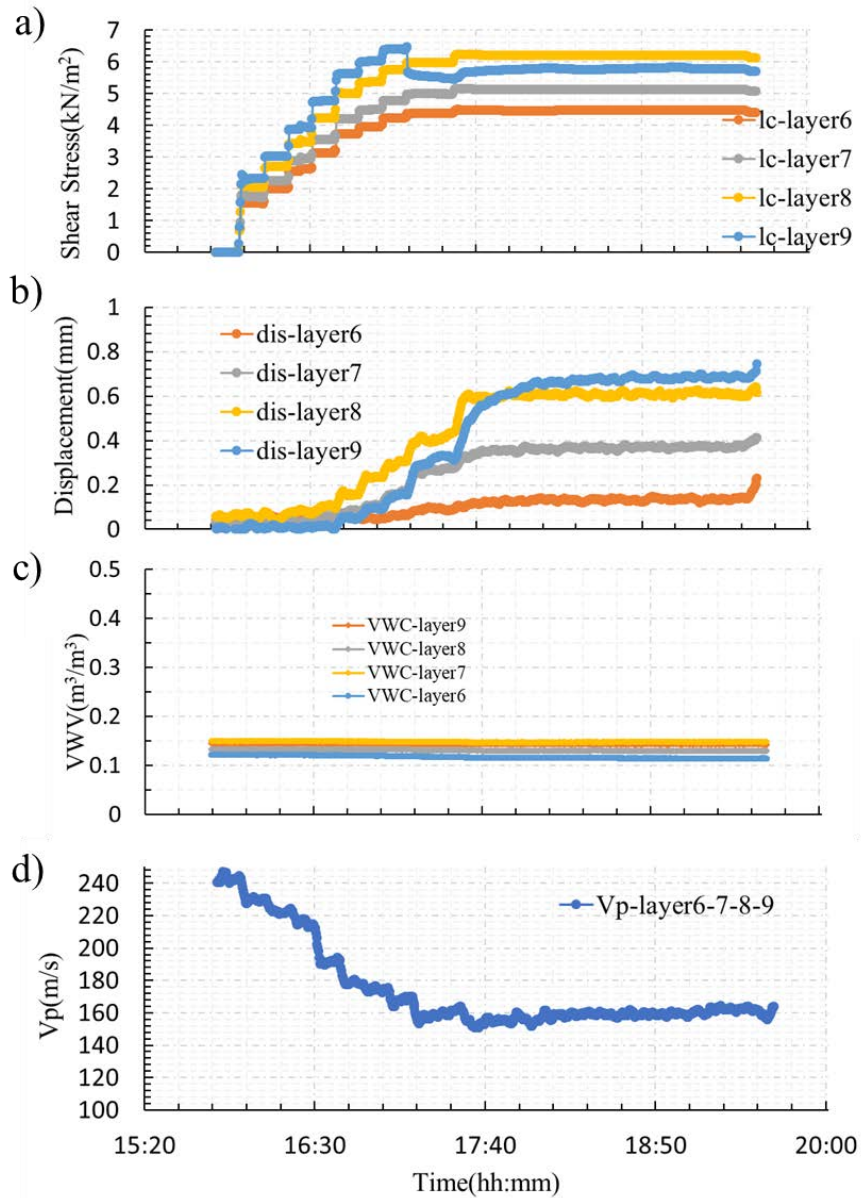 a)
Shear Stress(kN/m²)
7
6
5
4
3
2
1
0
lc-layer6
lc-layer7
lc-layer8
lc-layer9
b)
Displacement(mm)
1
0.8
0.6
0.4
0.2
0
dis-layer6
dis-layer7
dis-layer8
dis-layer9
c)
VWV(m³/m³)
0.5
0.4
0.3
0.2
0.1
0
VWC-layer9
VWC-layer8
VWC-layer7
VWC-layer6
d)
Vp(m/s)
240
220
200
180
160
140
120
100
Vp-layer6-7-8-9
15:20 16:30 17:40 18:50 20:00
Time(hh:mm)